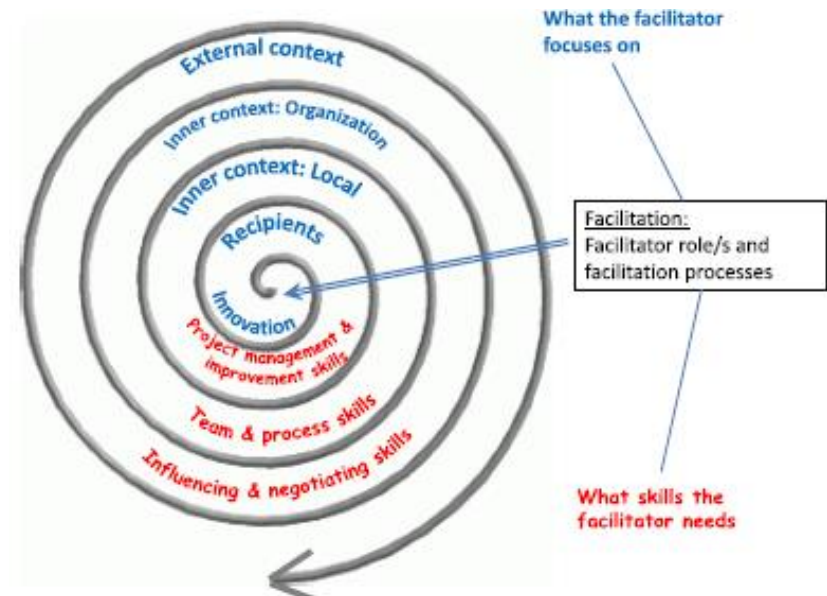 External context
Inner context: Organization
Inner context: Local
Recipients
Innovation
Project management &
improvement skills
Team & process skills
Influencing & negotiating skills
What the facilitator
focuses on
Facilitation:
Facilitator role/s and
facilitation processes
What skills the
facilitator needs